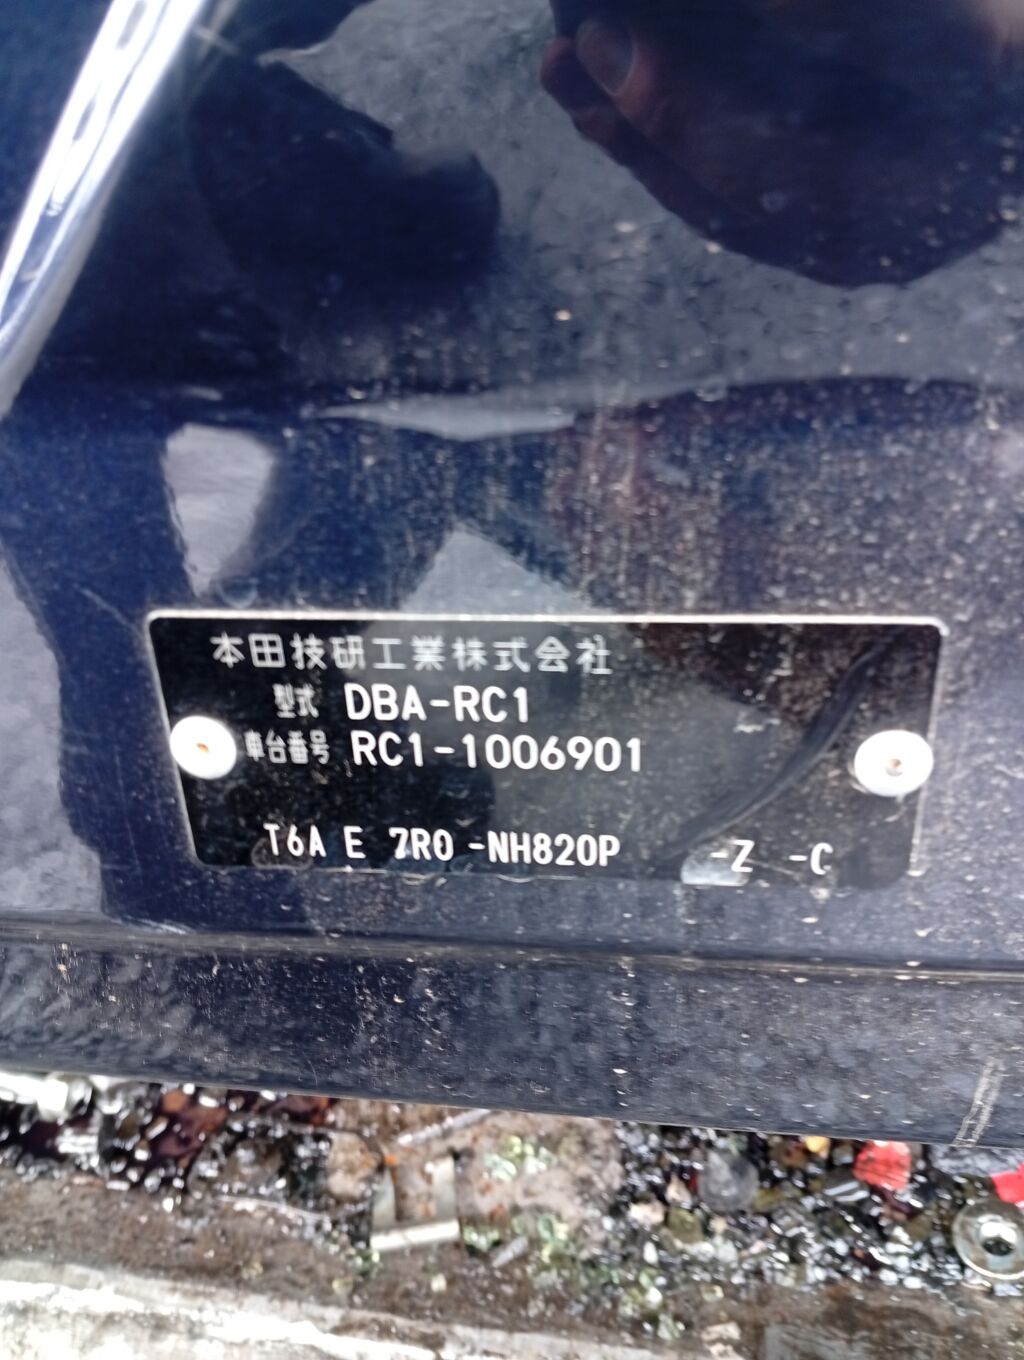 本田技研工業株式会社
型式 DBA-RC1
車台番号 RC1-1006901
T6A E 7R0 -NH820P -Z -C